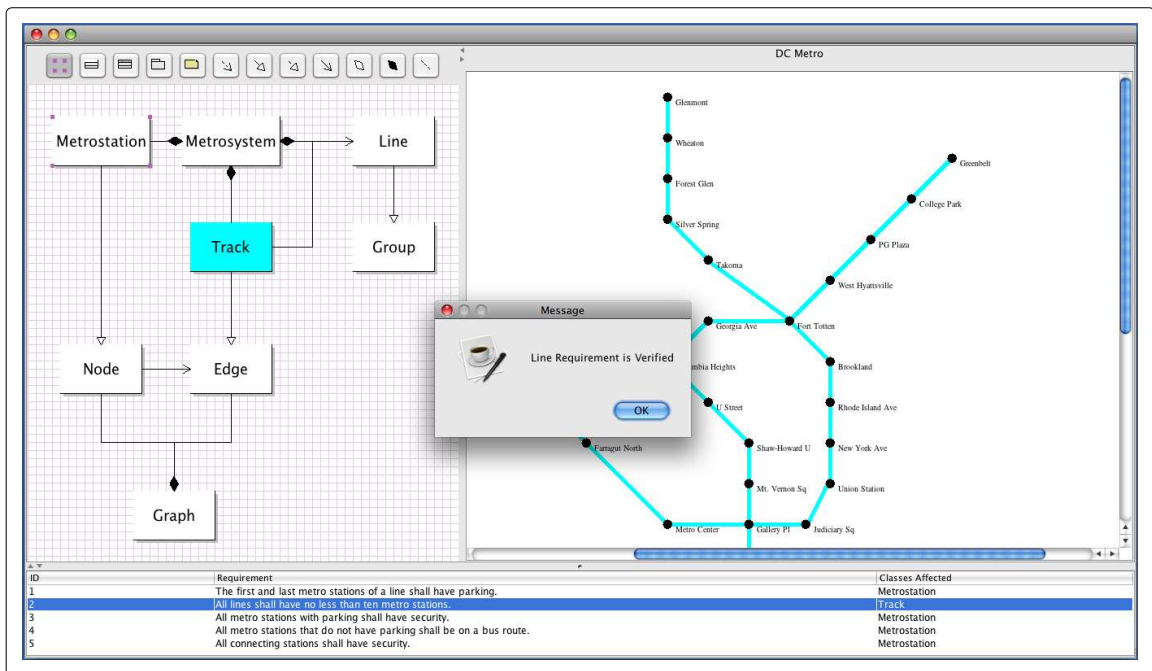 DC Metro
Metrostation
Metrosystem
Line
Track
Group
Node
Edge
Graph
Glenmont
Wheaton
Forest Glen
Silver Spring
Takoma
Greenbelt
College Park
PG Plaza
West Hyattsville
Georgia Ave
Fort Totten
mbia Heights
Brookland
U Street
Rhode Island Ave
Farragut North
Shaw-Howard U
New York Ave
Mt. Vernon Sq
Union Station
Metro Center
Gallery Pl
Judiciary Sq
Message
Line Requirement is Verified
OK
ID Requirement Classes Affected
1 The first and last metro stations of a line shall have parking. Metrostation
2 All lines shall have no less than ten metro stations. Track
3 All metro stations with parking shall have security. Metrostation
4 All metro stations that do not have parking shall be on a bus route. Metrostation
5 All connecting stations shall have security. Metrostation